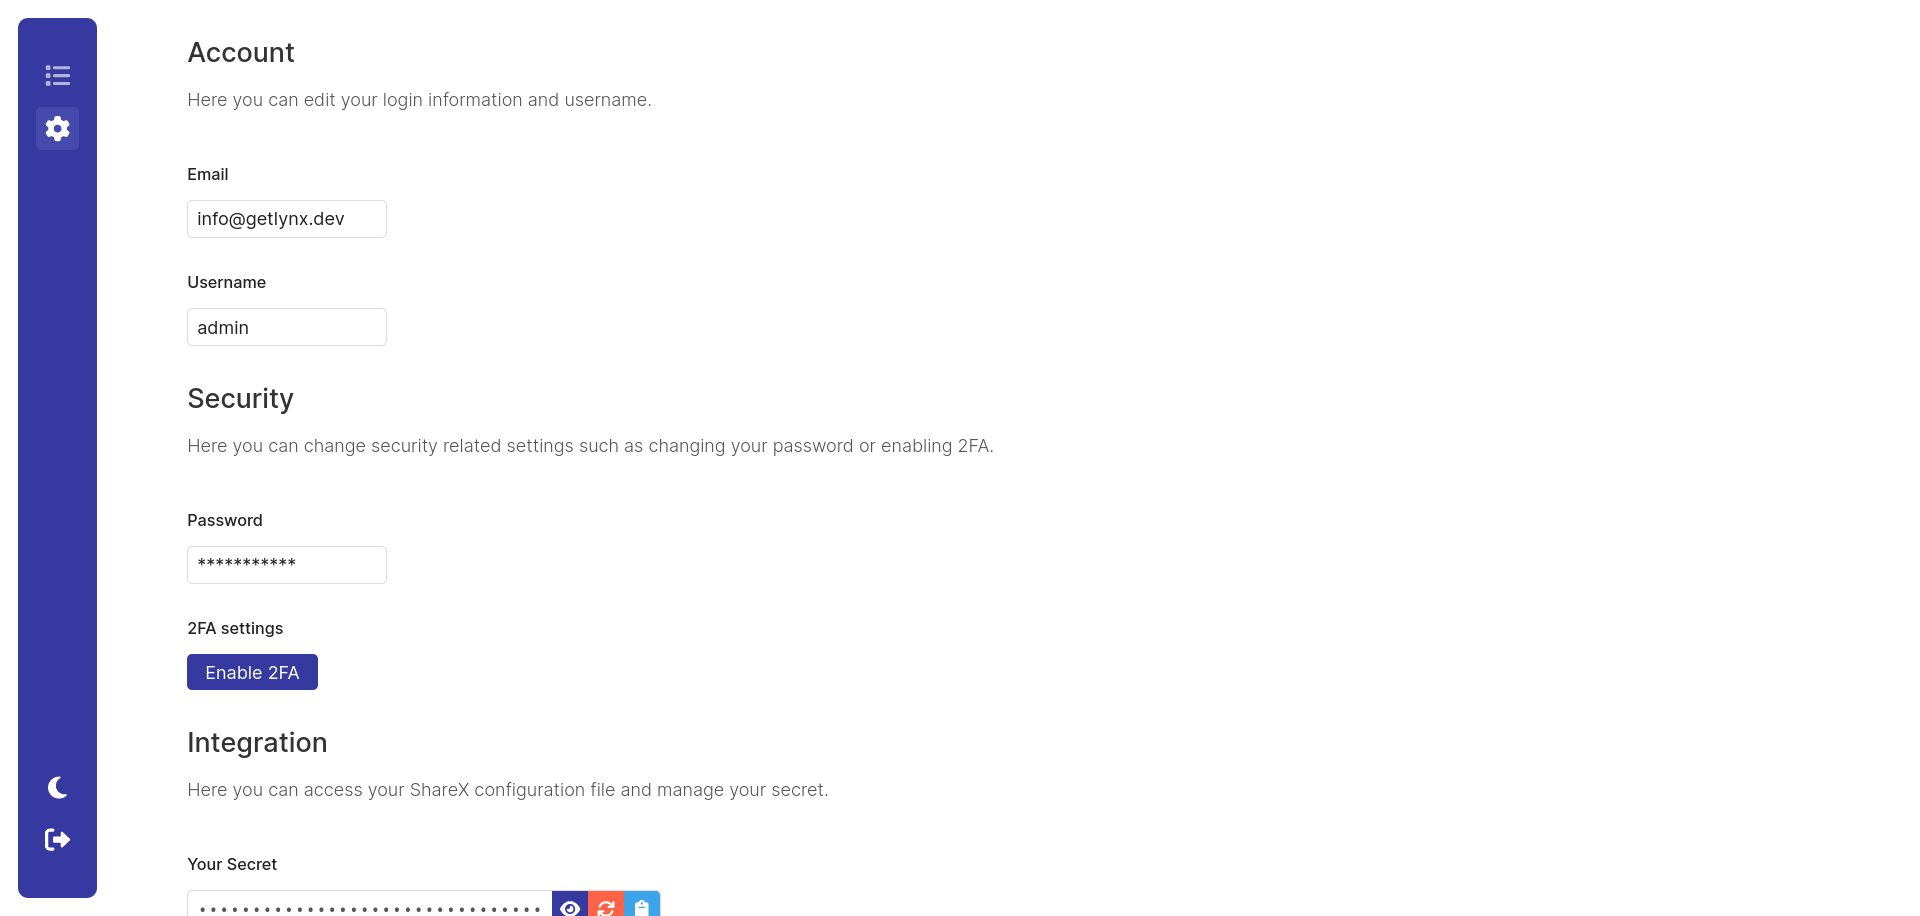 Account
Here you can edit your login information and username.
Email
info@getlynx.dev
Username
admin
Security
Here you can change security related settings such as changing your password or enabling 2FA.
Password
***********
2FA settings
Enable 2FA
Integration
Here you can access your ShareX configuration file and manage your secret.
Your Secret
••••••••••••••••••••••••••••••••